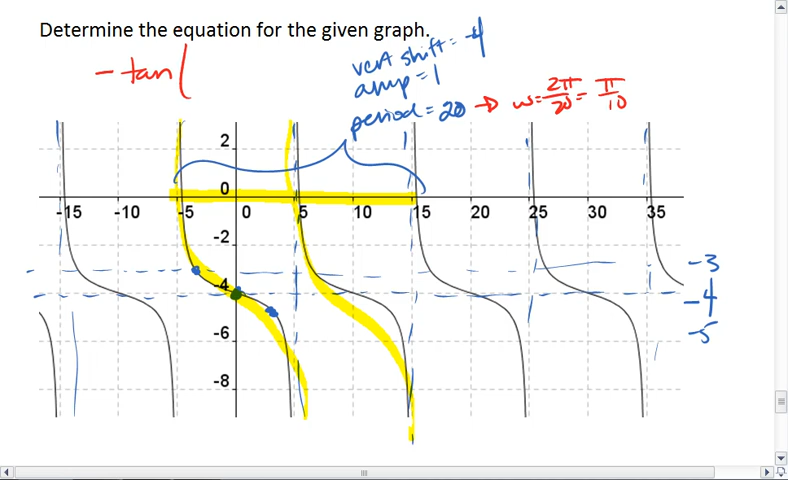 Determine the equation for the given graph.
vert shift = -4
amp = 1
period = 20 → w = 2π/20 = π/10
- tan(
2
0
-15 -10 -5 0 5 10 15 20 25 30 35
-2
-3
-4
-4
-5
-6
-8